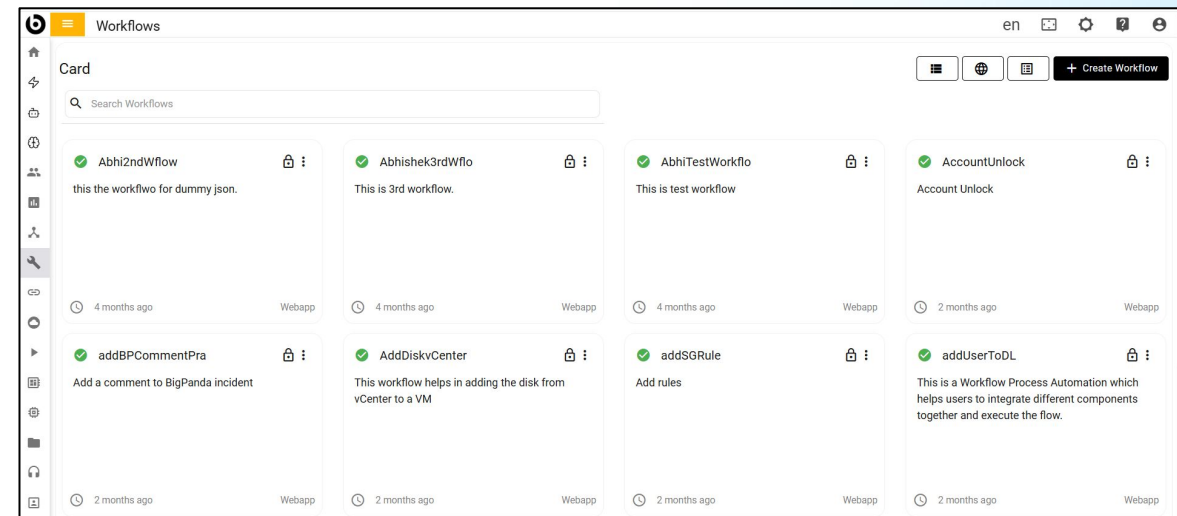 Workflows
en
Card
+ Create Workflow
Search Workflows
Abhi2ndWflow
this the workflwo for dummy json.
4 months ago
Webapp
Abhishek3rdWflo
This is 3rd workflow.
4 months ago
Webapp
AbhiTestWorkflo
This is test workflow
4 months ago
Webapp
AccountUnlock
Account Unlock
2 months ago
Webapp
addBPCommentPra
Add a comment to BigPanda incident
2 months ago
Webapp
AddDiskvCenter
This workflow helps in adding the disk from
vCenter to a VM
2 months ago
Webapp
addSGRule
Add rules
2 months ago
Webapp
addUserToDL
This is a Workflow Process Automation which
helps users to integrate different components
together and execute the flow.
2 months ago
Webapp